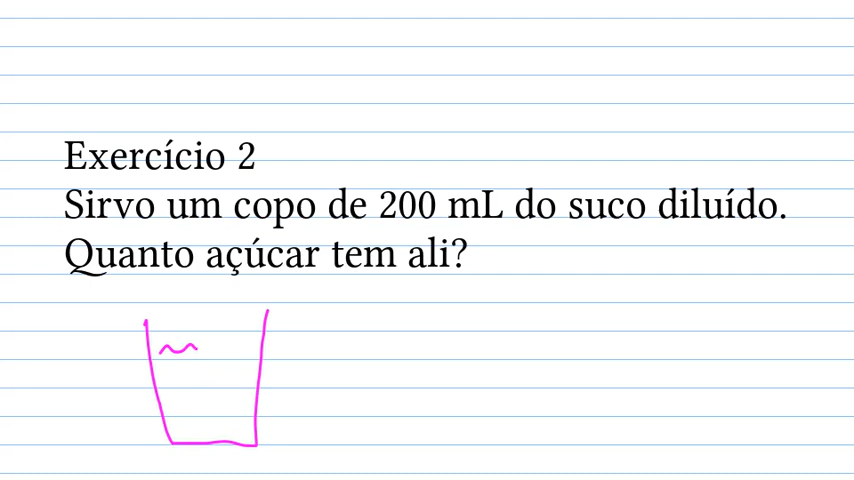 Exercício 2
Sirvo um copo de 200 mL do suco diluído.
Quanto açúcar tem ali?